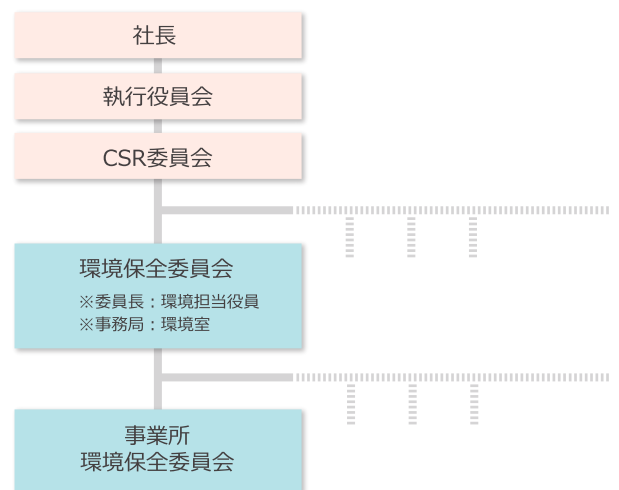 社長
執行役員会
CSR委員会
環境保全委員会
※委員長：環境担当役員
※事務局：環境室
事業所
環境保全委員会